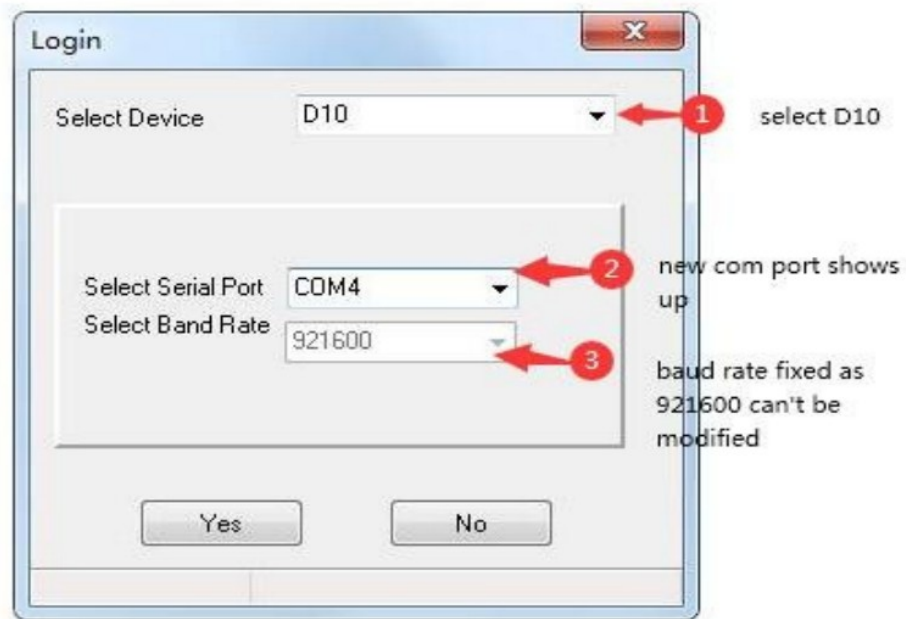 Login
Select Device
D10
1
select D10
Select Serial Port
COM4
2
new com port shows
up
Select Band Rate
921600
3
baud rate fixed as
921600 can't be
modified
Yes
No